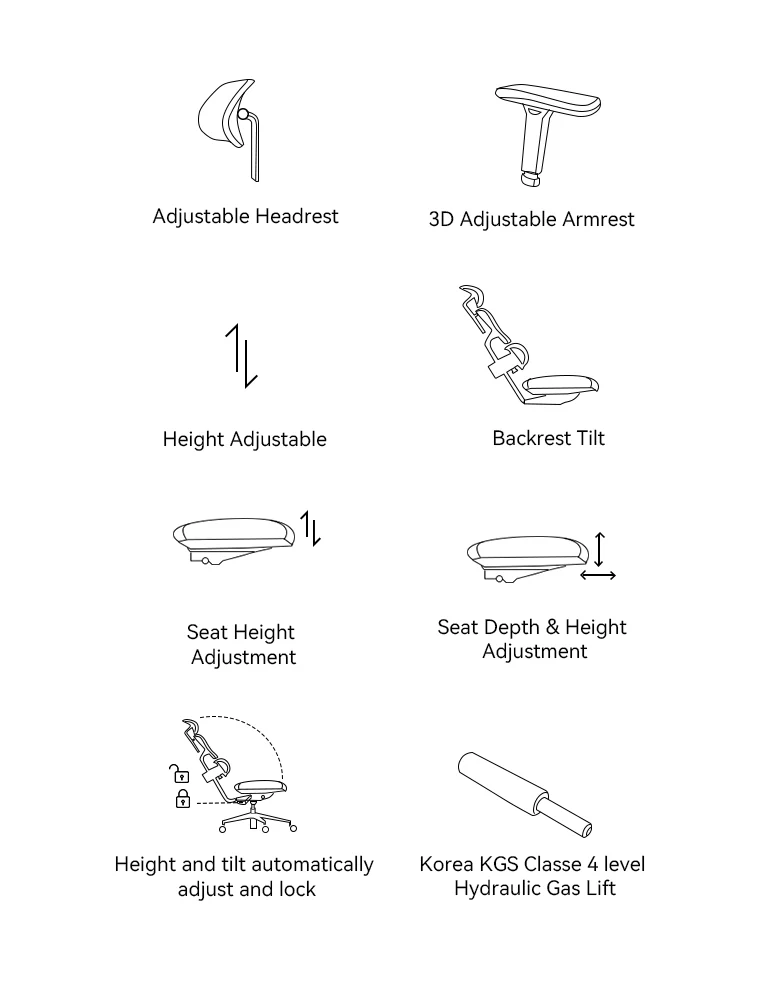 Adjustable Headrest
3D Adjustable Armrest
Height Adjustable
Backrest Tilt
Seat Height
Adjustment
Seat Depth & Height
Adjustment
Height and tilt automatically
adjust and lock
Korea KGS Classe 4 level
Hydraulic Gas Lift